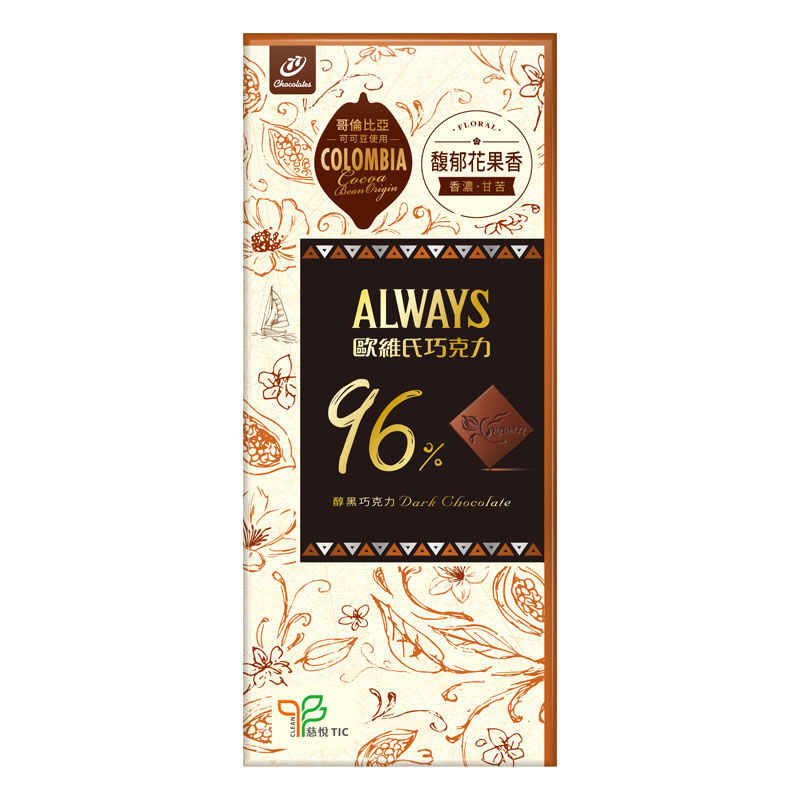 77
Chocolates
哥倫比亞
可可豆使用
COLOMBIA
Cocoa
Bean Origin
· FLORAL ·
馥郁花果香
香濃·甘苦
ALWAYS
歐維氏巧克力
96%
醇黑巧克力 Dark Chocolate
CLEAN
慈悅 TIC